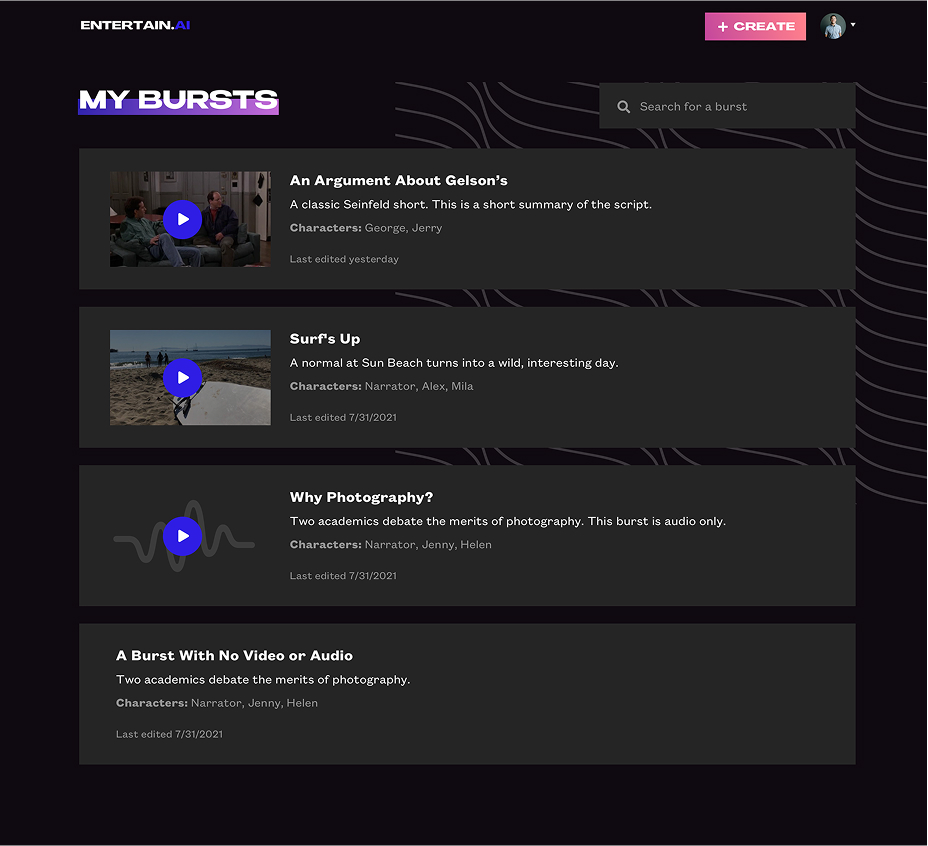 ENTERTAIN.AI
+ CREATE
MY BURSTS
Search for a burst
An Argument About Gelson’s
A classic Seinfeld short. This is a short summary of the script.
Characters: George, Jerry
Last edited yesterday
Surf's Up
A normal at Sun Beach turns into a wild, interesting day.
Characters: Narrator, Alex, Mila
Last edited 7/31/2021
Why Photography?
Two academics debate the merits of photography. This burst is audio only.
Characters: Narrator, Jenny, Helen
Last edited 7/31/2021
A Burst With No Video or Audio
Two academics debate the merits of photography.
Characters: Narrator, Jenny, Helen
Last edited 7/31/2021